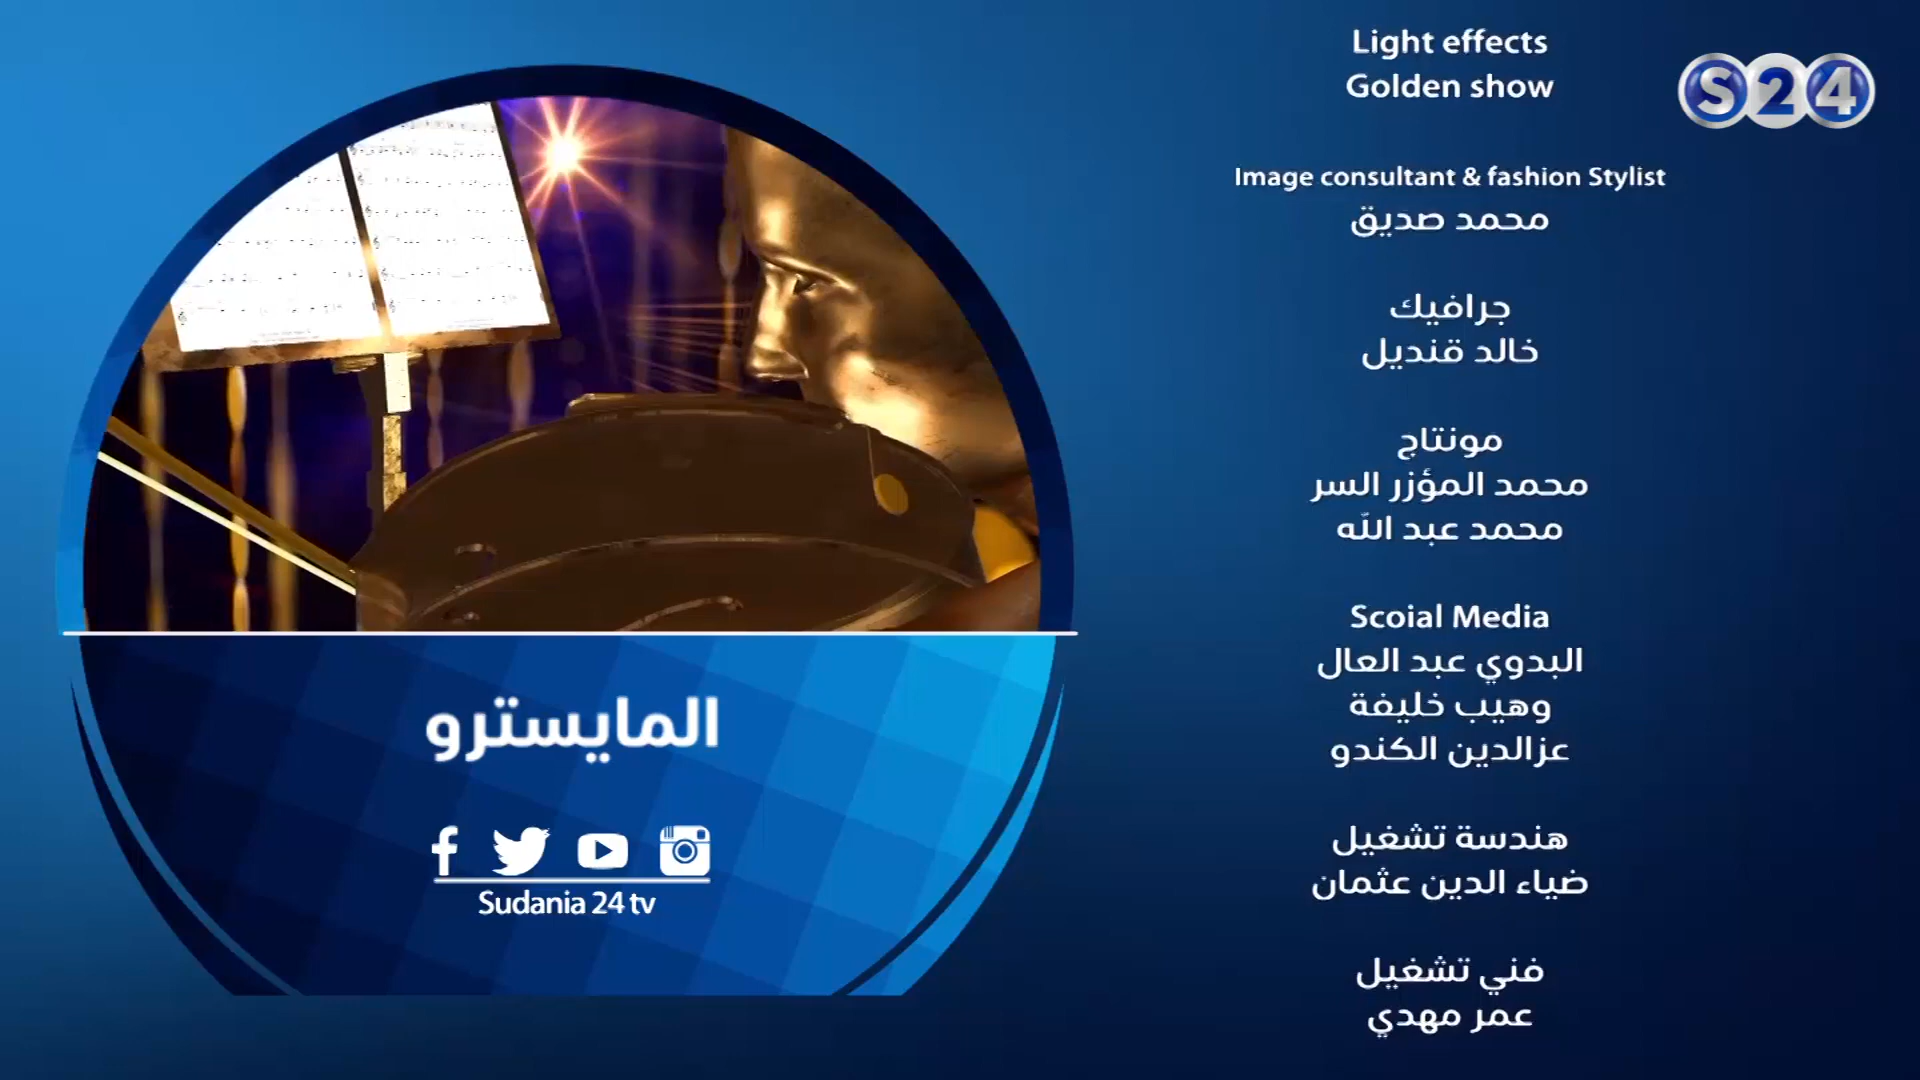 Light effects
Golden show
S24
Image consultant & fashion Stylist
محمد صديق
جرافيك
خالد قنديل
مونتاج
محمد المؤزر السر
محمد عبد الله
Scoial Media
البدوي عبد العال
وهيب خليفة
عزالدين الكندو
هندسة تشغيل
ضياء الدين عثمان
فني تشغيل
عمر مهدي
المايسترو
Sudania 24 tv